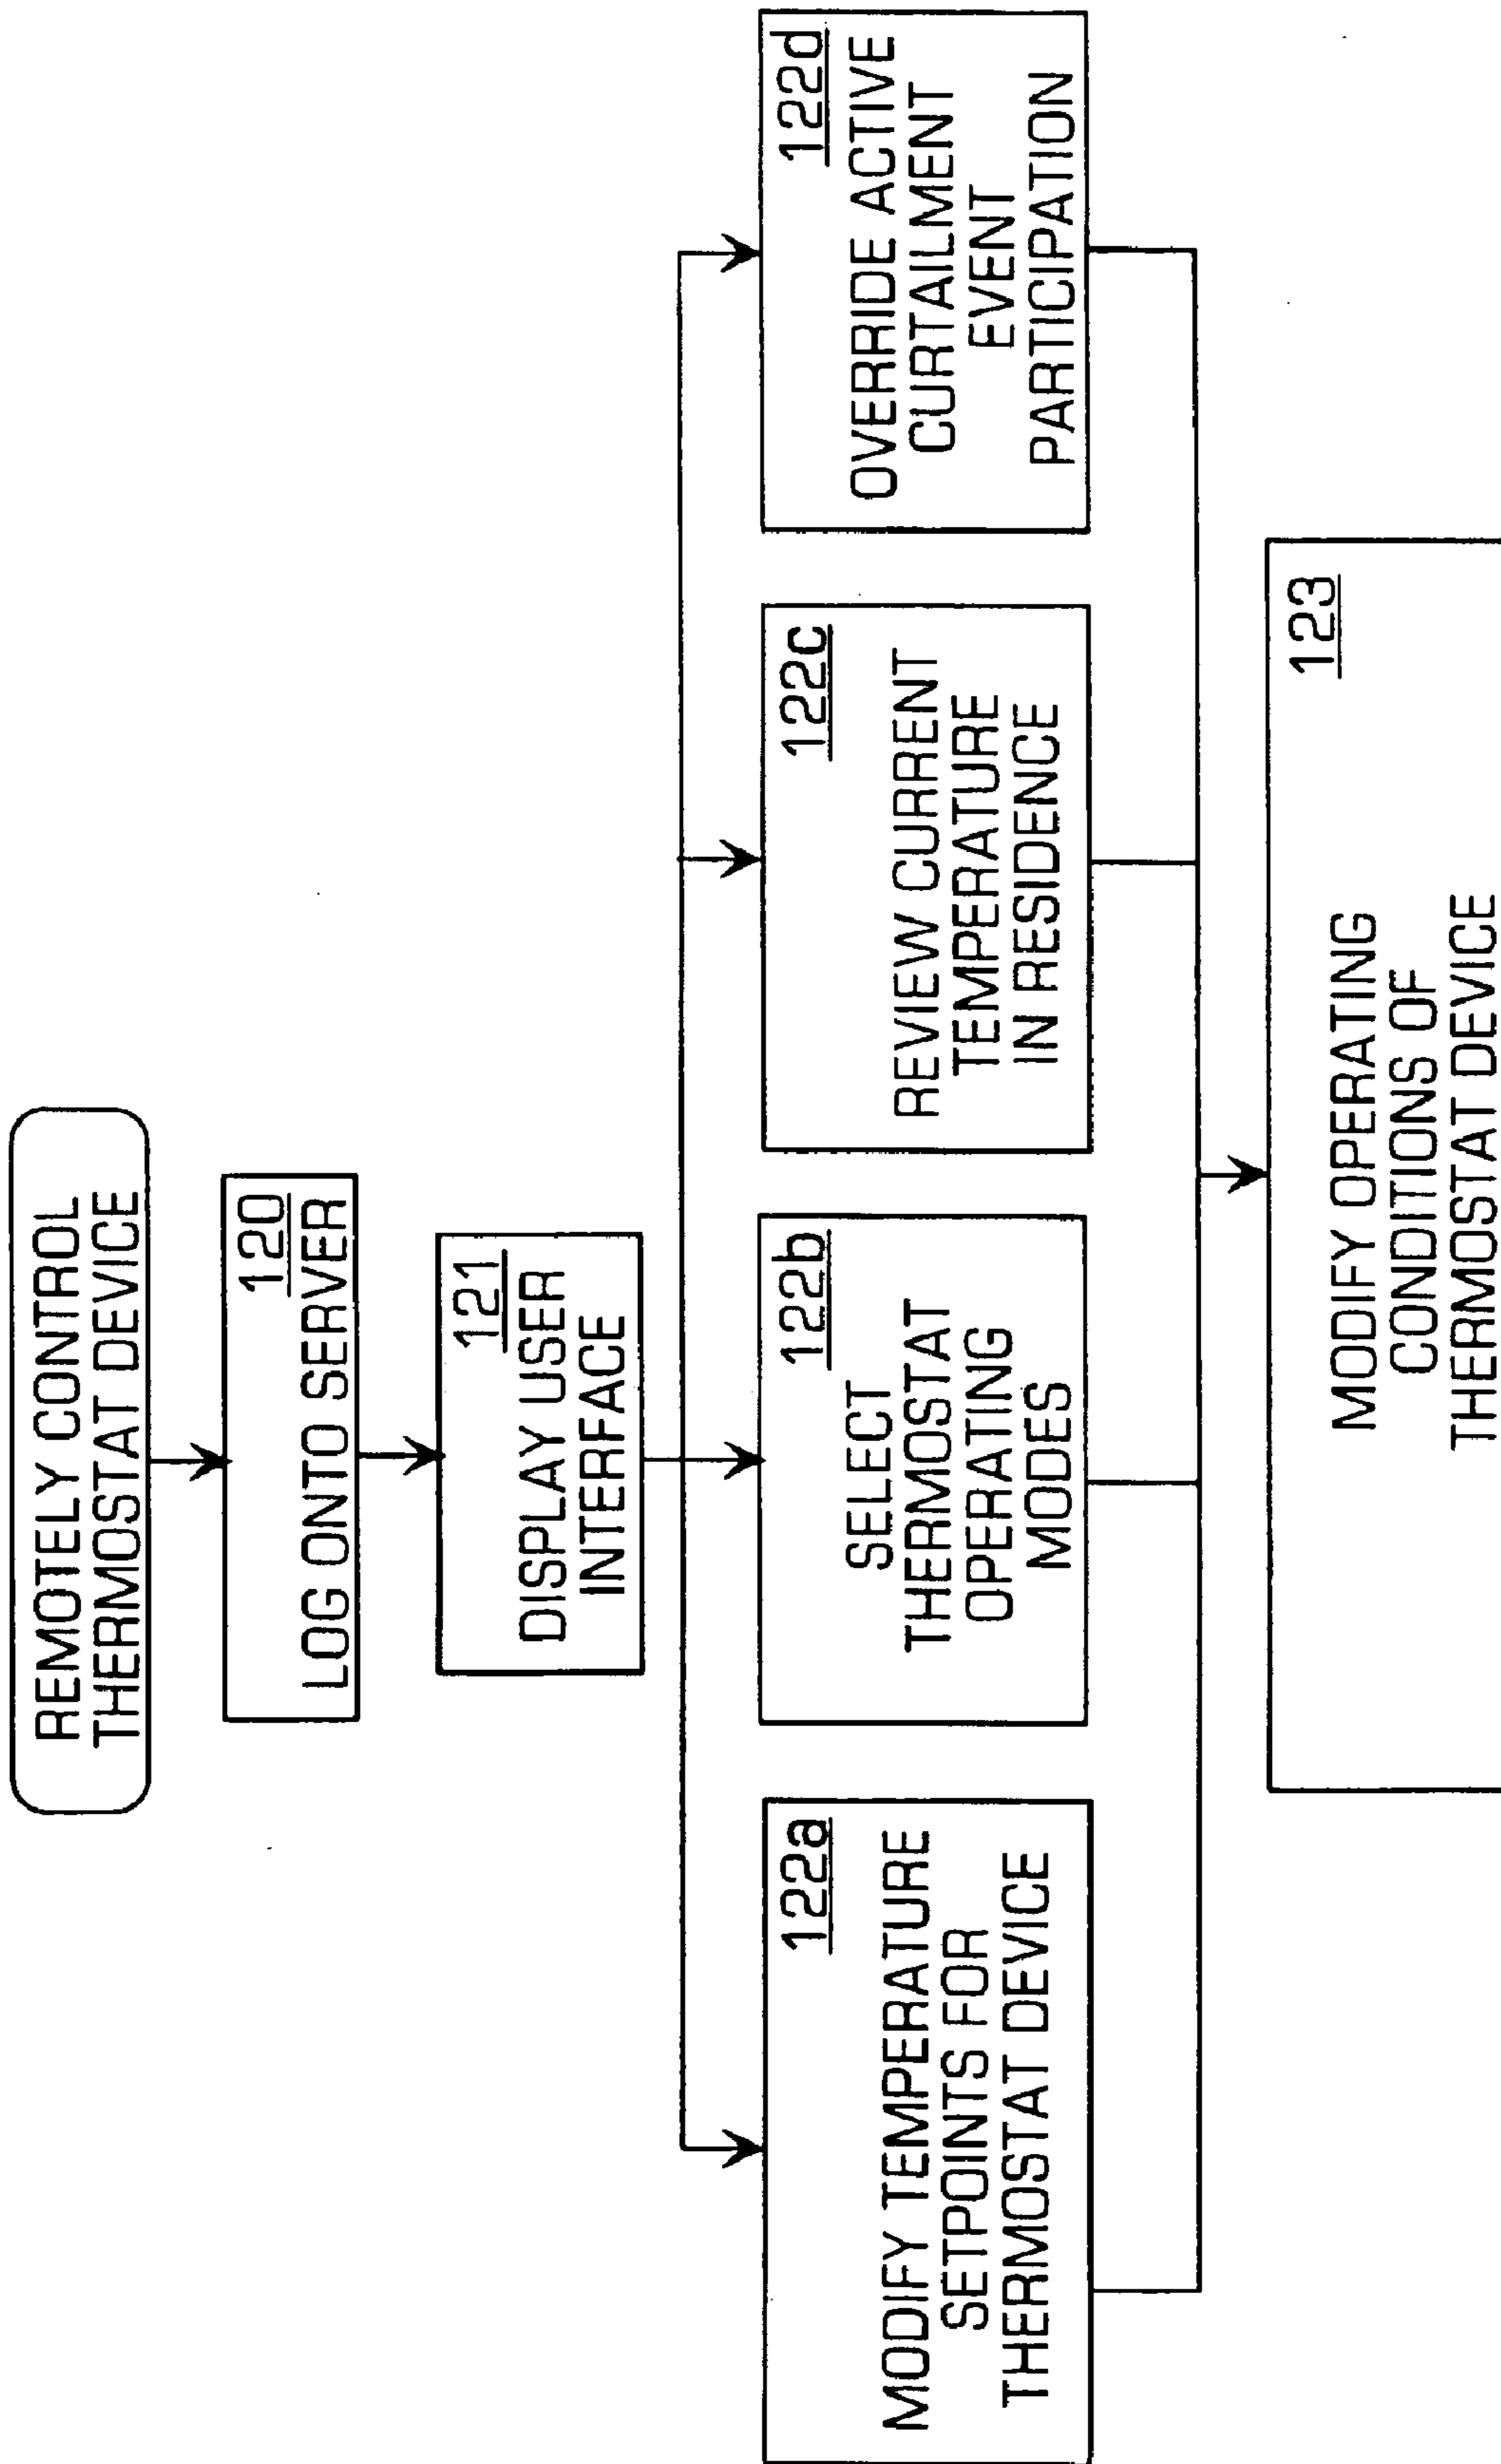 REMOTELY CONTROL
THERMOSTAT DEVICE
120
LOG ONTO SERVER
121
DISPLAY USER
INTERFACE
122a
MODIFY TEMPERATURE
SETPOINTS FOR
THERMOSTAT DEVICE
122b
SELECT
THERMOSTAT
OPERATING
MODES
122c
REVIEW CURRENT
TEMPERATURE
IN RESIDENCE
122d
OVERRIDE ACTIVE
CURTAILMENT
EVENT
PARTICIPATION
123
MODIFY OPERATING
CONDITIONS OF
THERMOSTAT DEVICE